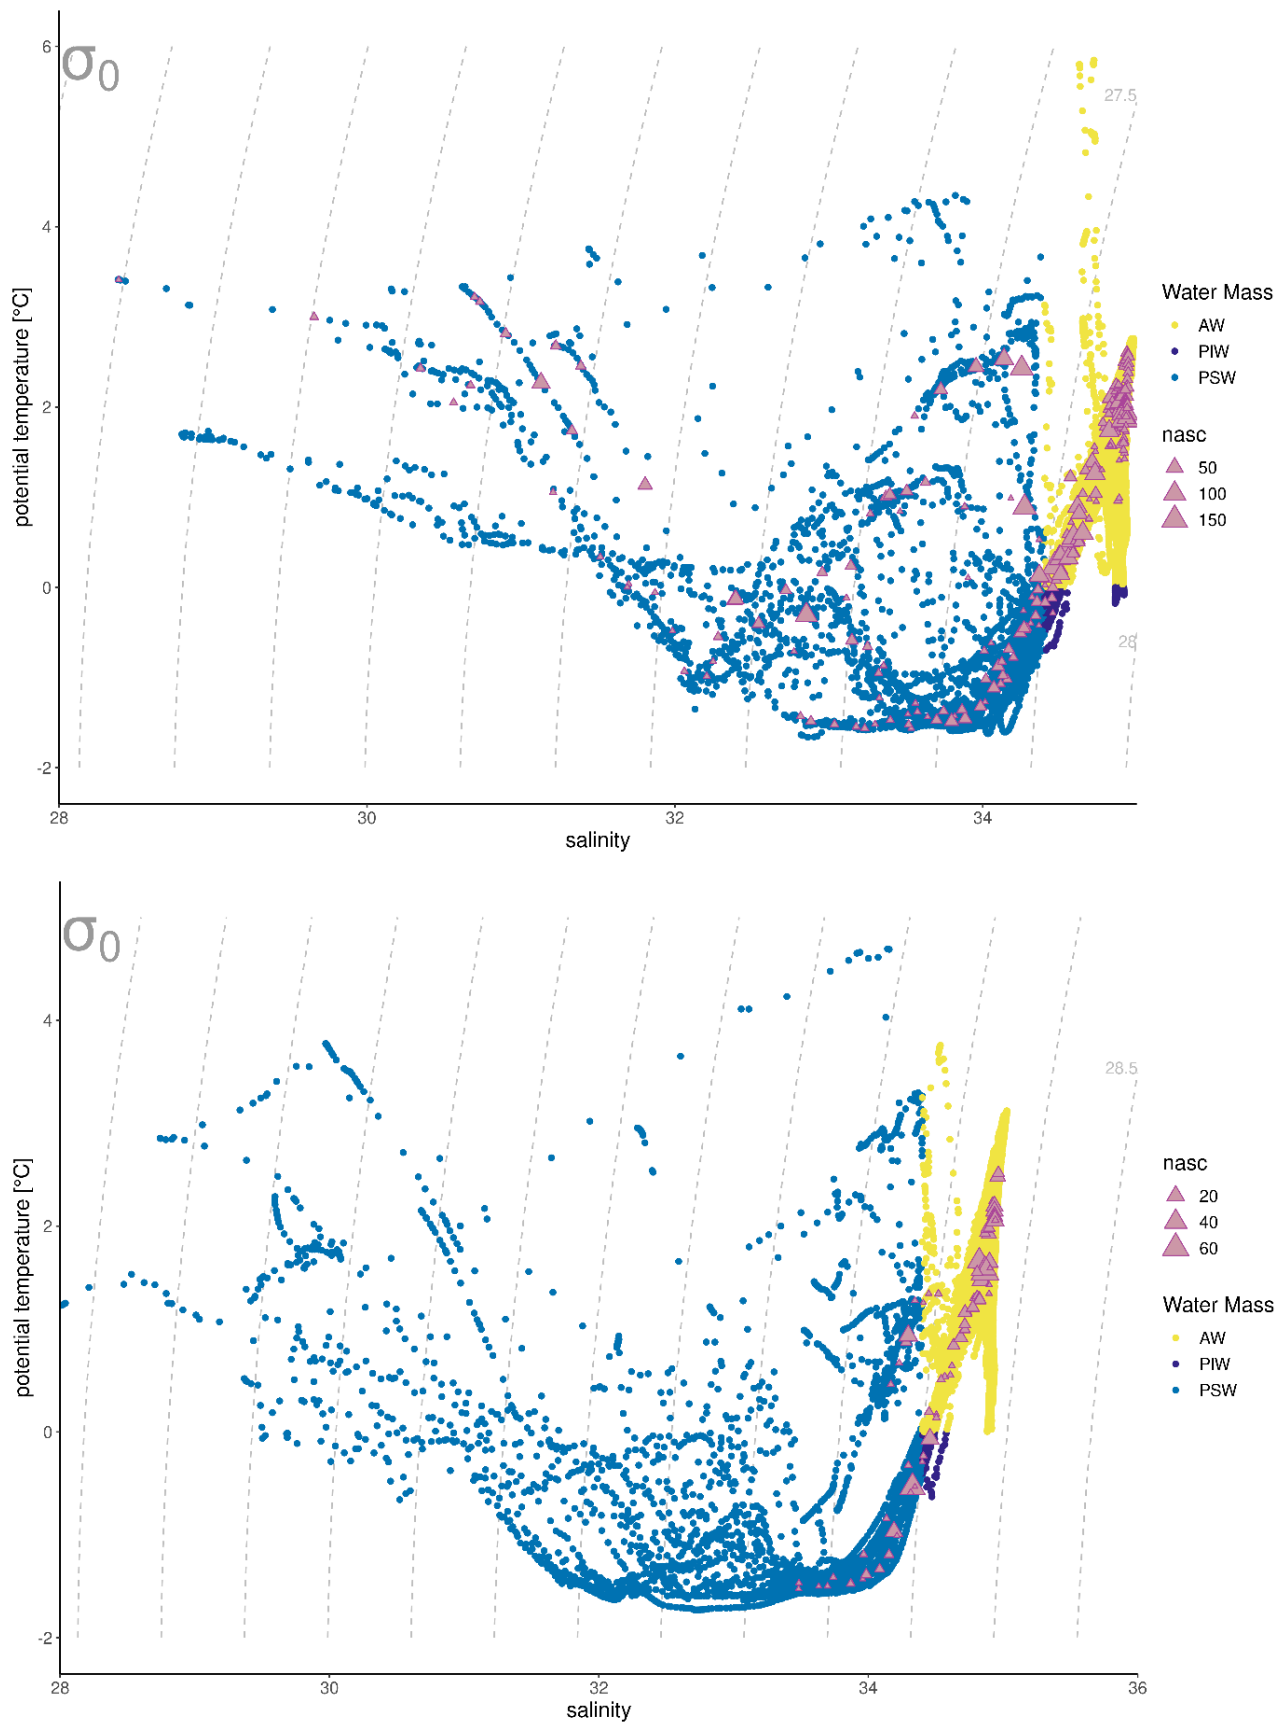 σ0
6
4
2
0
-2
potential temperature [°C]
27.5
28
28
30
32
34
salinity
Water Mass
AW
PIW
PSW
nasc
50
100
150
σ0
4
2
0
-2
potential temperature [°C]
28.5
28
30
32
34
36
salinity
nasc
20
40
60
Water Mass
AW
PIW
PSW